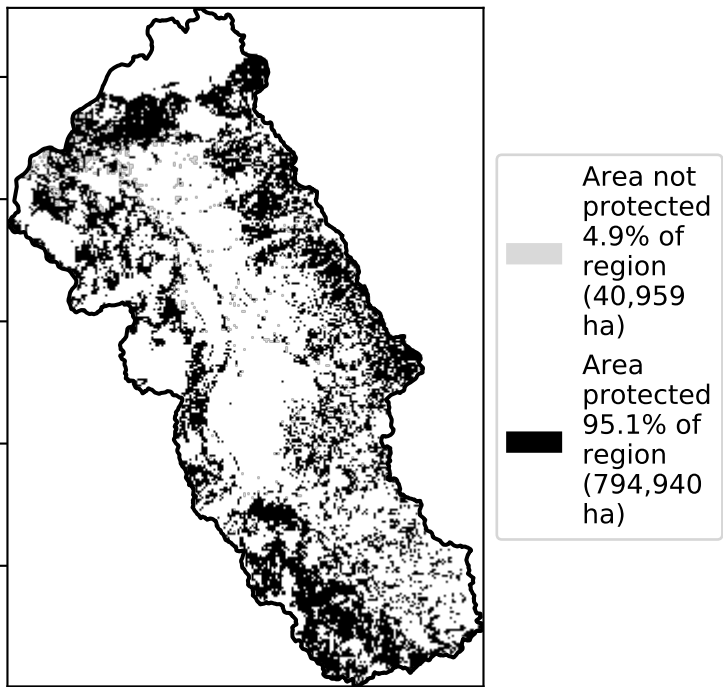 Area not
protected
4.9% of
region
(40,959
ha)
Area
protected
95.1% of
region
(794,940
ha)